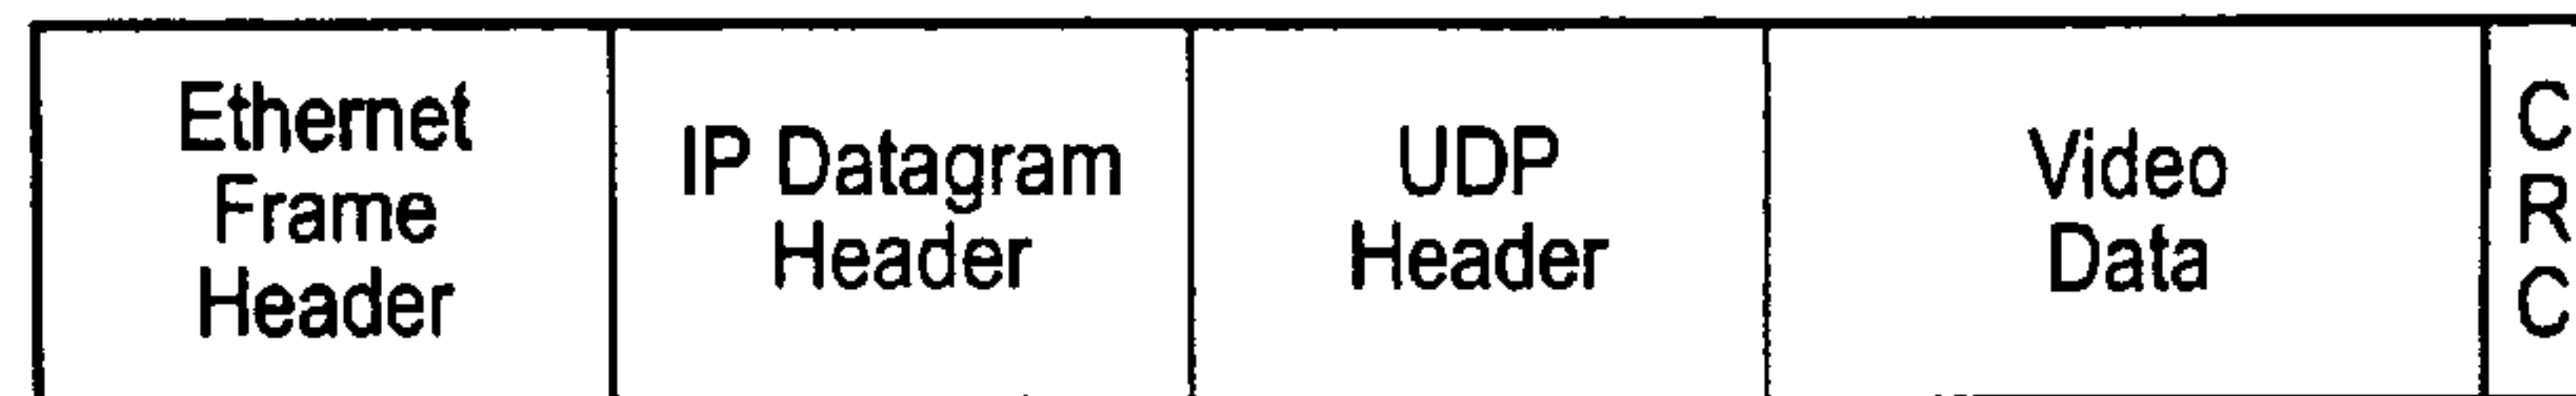 Ethernet
Frame
Header
IP Datagram
Header
UDP
Header
Video
Data
C
R
C